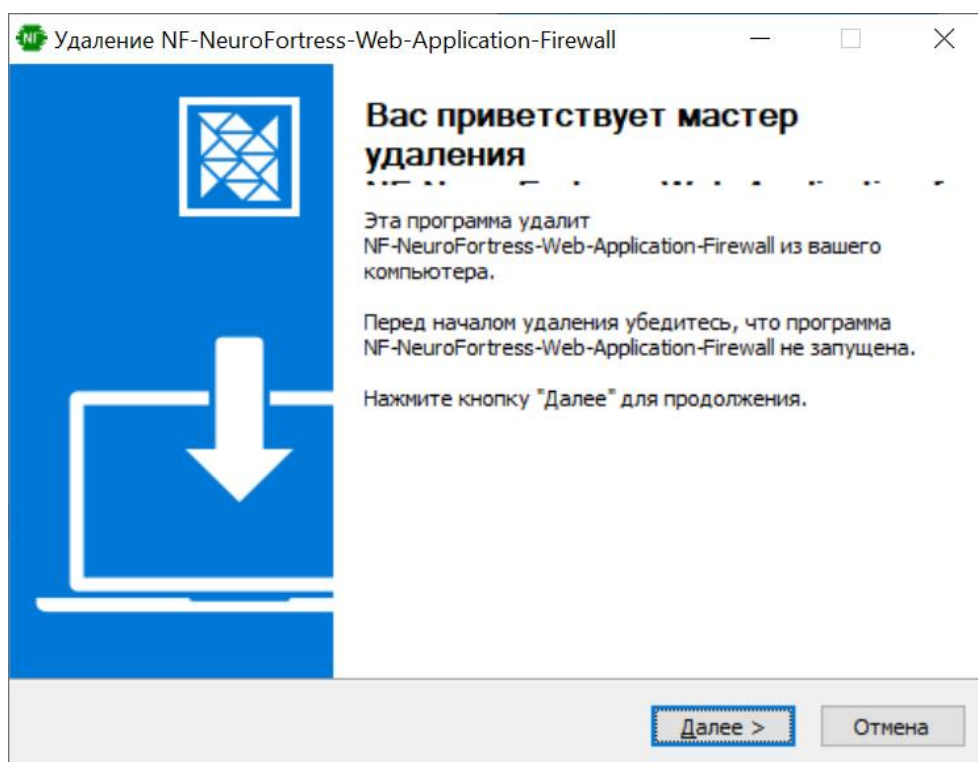 NF Удаление NF-NeuroFortress-Web-Application-Firewall
Вас приветствует мастер
удаления
Эта программа удалит
NF-NeuroFortress-Web-Application-Firewall из вашего
компьютера.
Перед началом удаления убедитесь, что программа
NF-NeuroFortress-Web-Application-Firewall не запущена.
Нажмите кнопку "Далее" для продолжения.
Далее >
Отмена